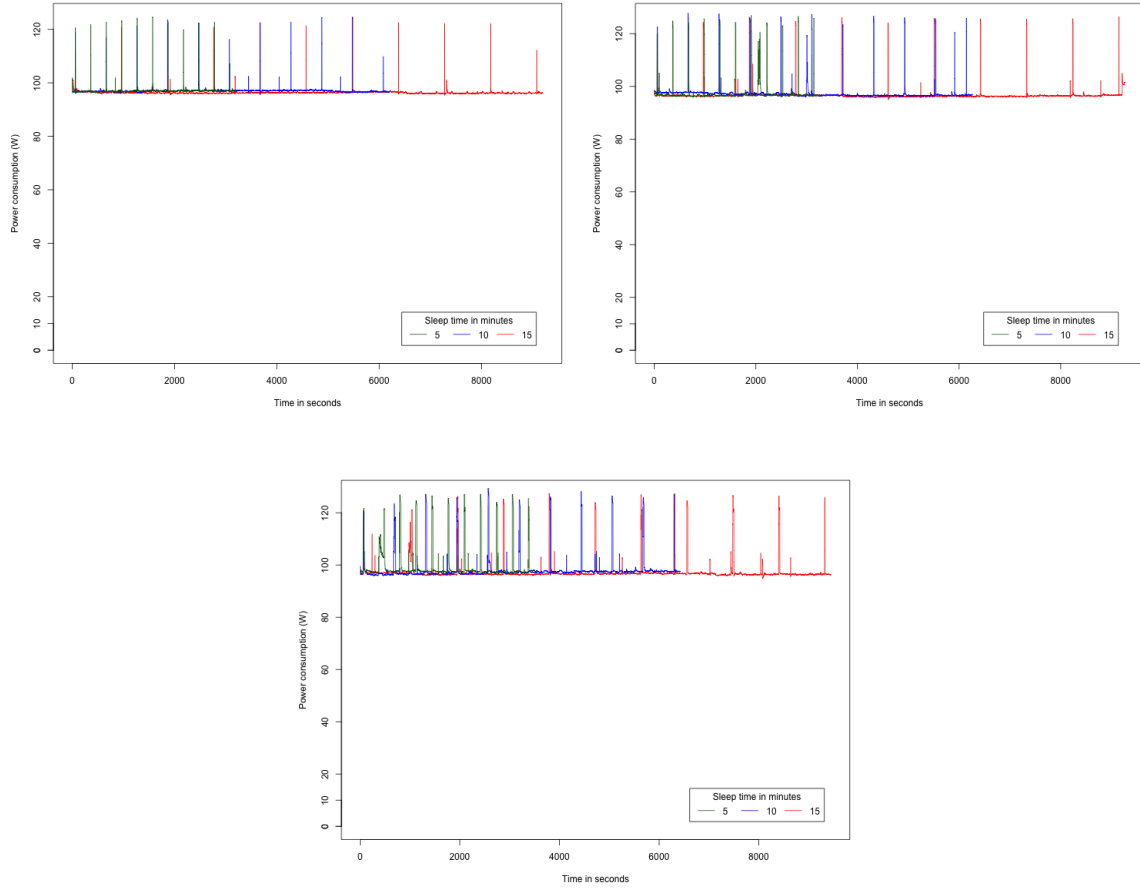 120
100
80
60
40
20
10
0
Power consumption (W)
0 2000 4000 6000 8000
Time in seconds
Sleep time in minutes
5 10 15
120
100
80
60
40
20
10
0
Power consumption (W)
0 2000 4000 6000 8000
Time in seconds
Sleep time in minutes
5 10 15
120
100
80
60
40
20
10
0
Power consumption (W)
0 2000 4000 6000 8000
Time in seconds
Sleep time in minutes
5 10 15